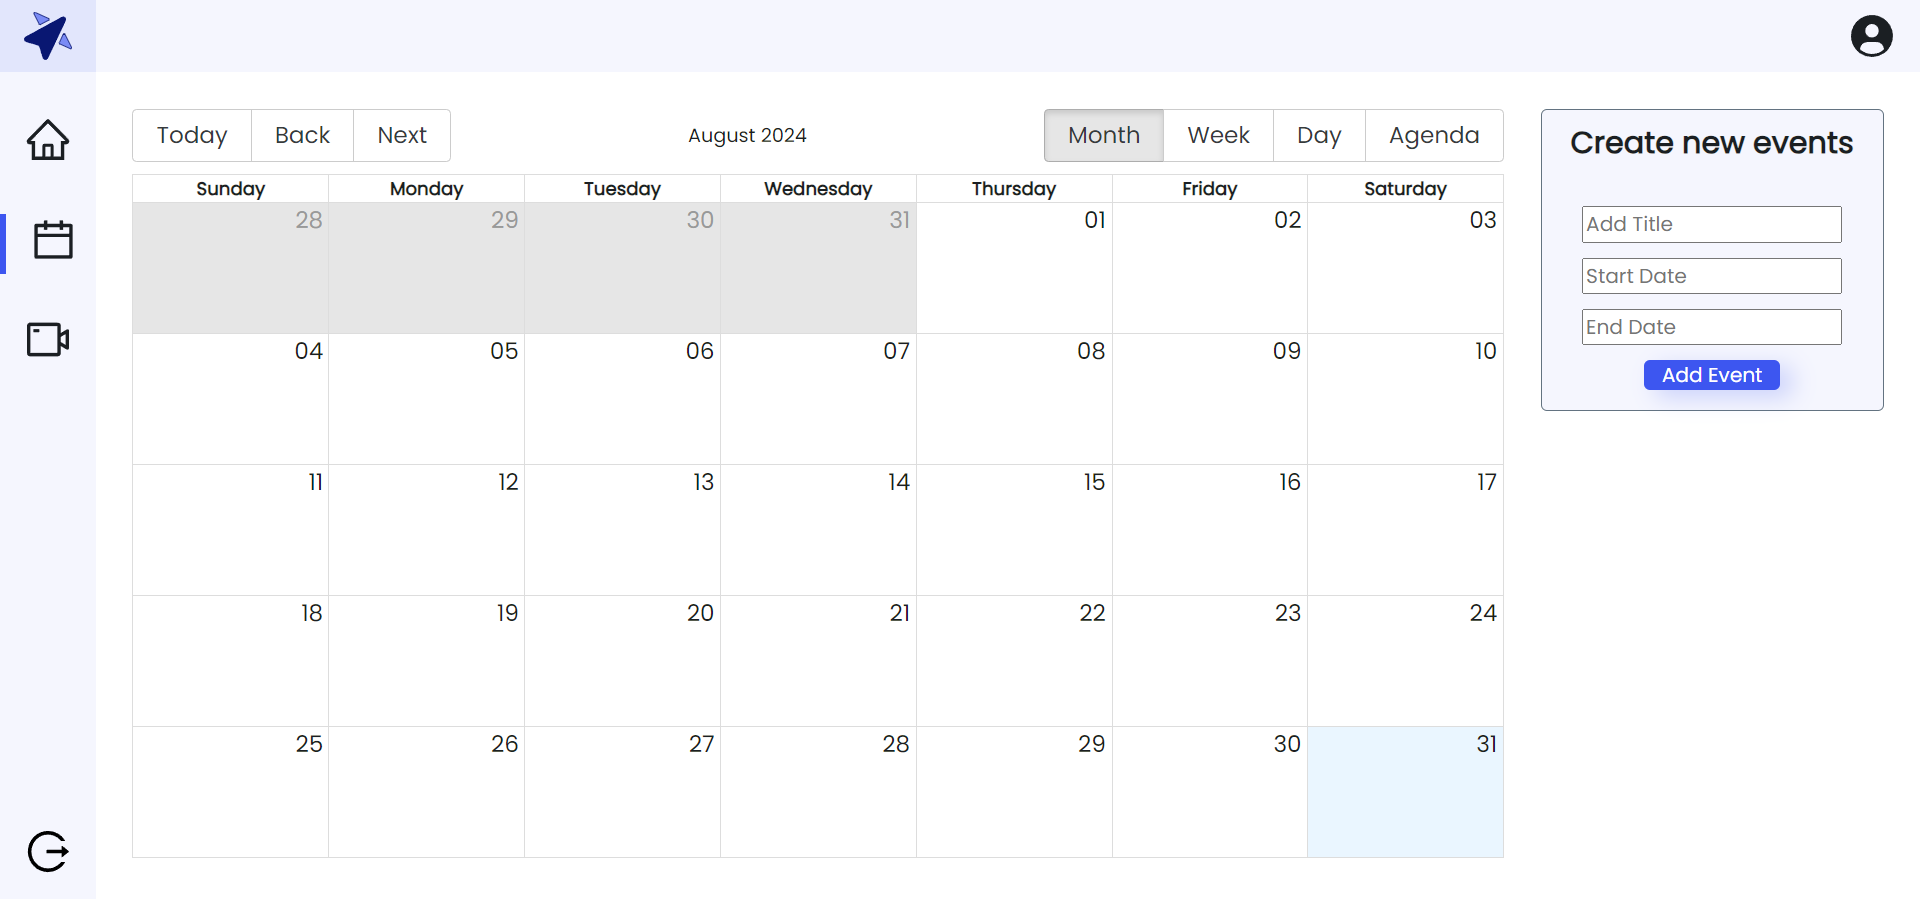 Today Back Next August 2024 Month Week Day Agenda
Create new events
Sunday Monday Tuesday Wednesday Thursday Friday Saturday
28 29 30 31 01 02 03
Add Title
Start Date
End Date
04 05 06 07 08 09 10
Add Event
11 12 13 14 15 16 17
18 19 20 21 22 23 24
25 26 27 28 29 30 31